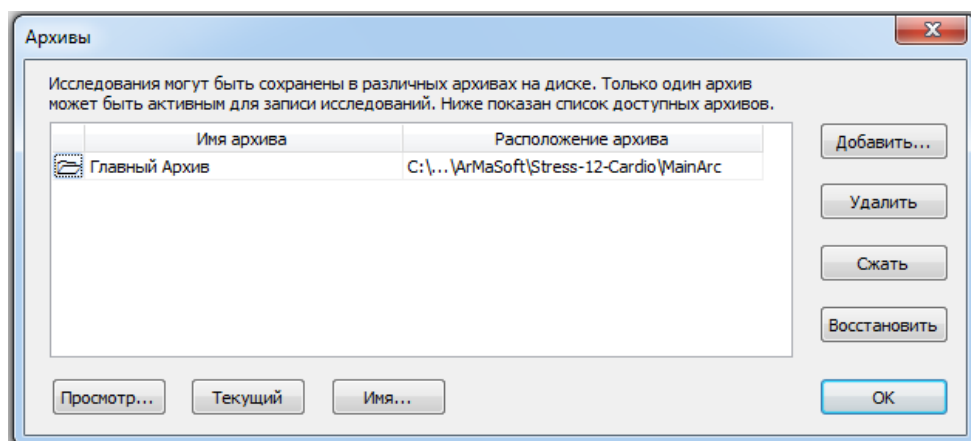 Архивы
Исследования могут быть сохранены в различных архивах на диске. Только один архив
может быть активным для записи исследований. Ниже показан список доступных архивов.
Имя архива Расположение архива
Главный Архив C:\...\ArMaSoft\Stress-12-Cardio\MainArc
Добавить...
Удалить
Сжать
Восстановить
Просмотр... Текущий Имя... OK